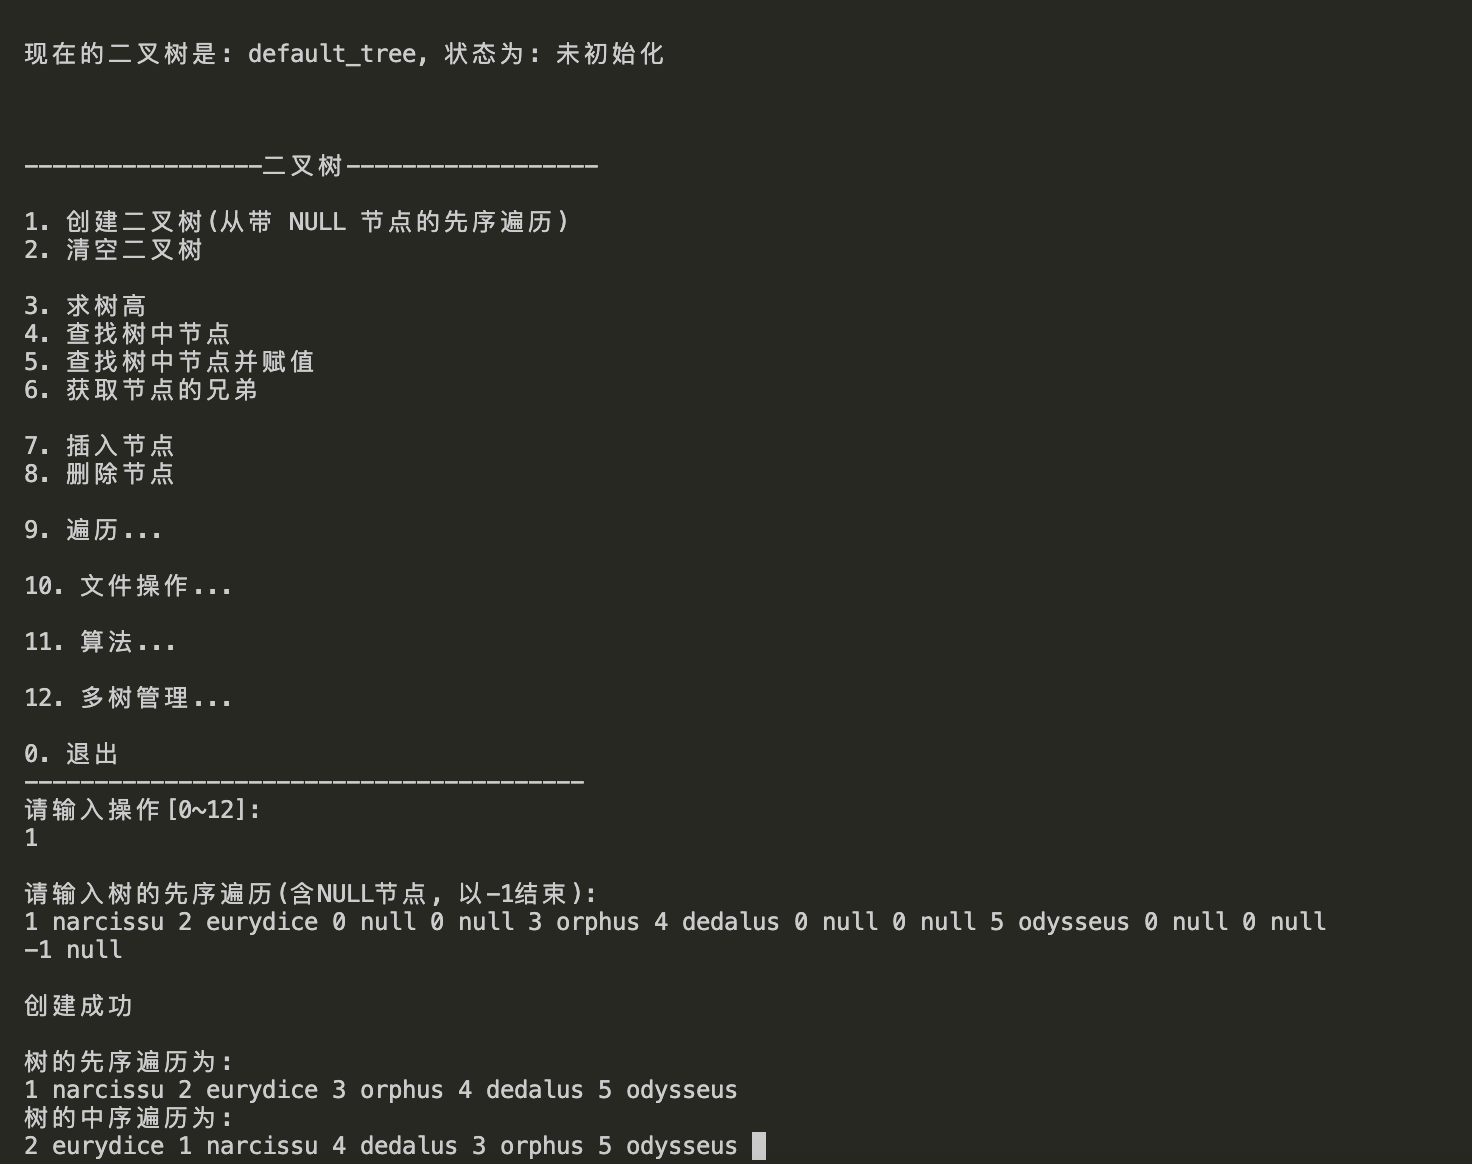 现在的二叉树是: default_tree, 状态为: 未初始化
-----------------二叉树------------------
1. 创建二叉树(从带 NULL 节点的先序遍历)
2. 清空二叉树
3. 求树高
4. 查找树中节点
5. 查找树中节点并赋值
6. 获取节点的兄弟
7. 插入节点
8. 删除节点
9. 遍历...
10. 文件操作...
11. 算法...
12. 多树管理...
0. 退出
----------------------------------------
请输入操作[0~12]:
1
请输入树的先序遍历(含NULL节点, 以-1结束):
1 narcissu 2 eurydice 0 null 0 null 3 orphus 4 dedalus 0 null 0 null 5 odysseus 0 null 0 null
-1 null
创建成功
树的先序遍历为:
1 narcissu 2 eurydice 3 orphus 4 dedalus 5 odysseus
树的中序遍历为:
2 eurydice 1 narcissu 4 dedalus 3 orphus 5 odysseus